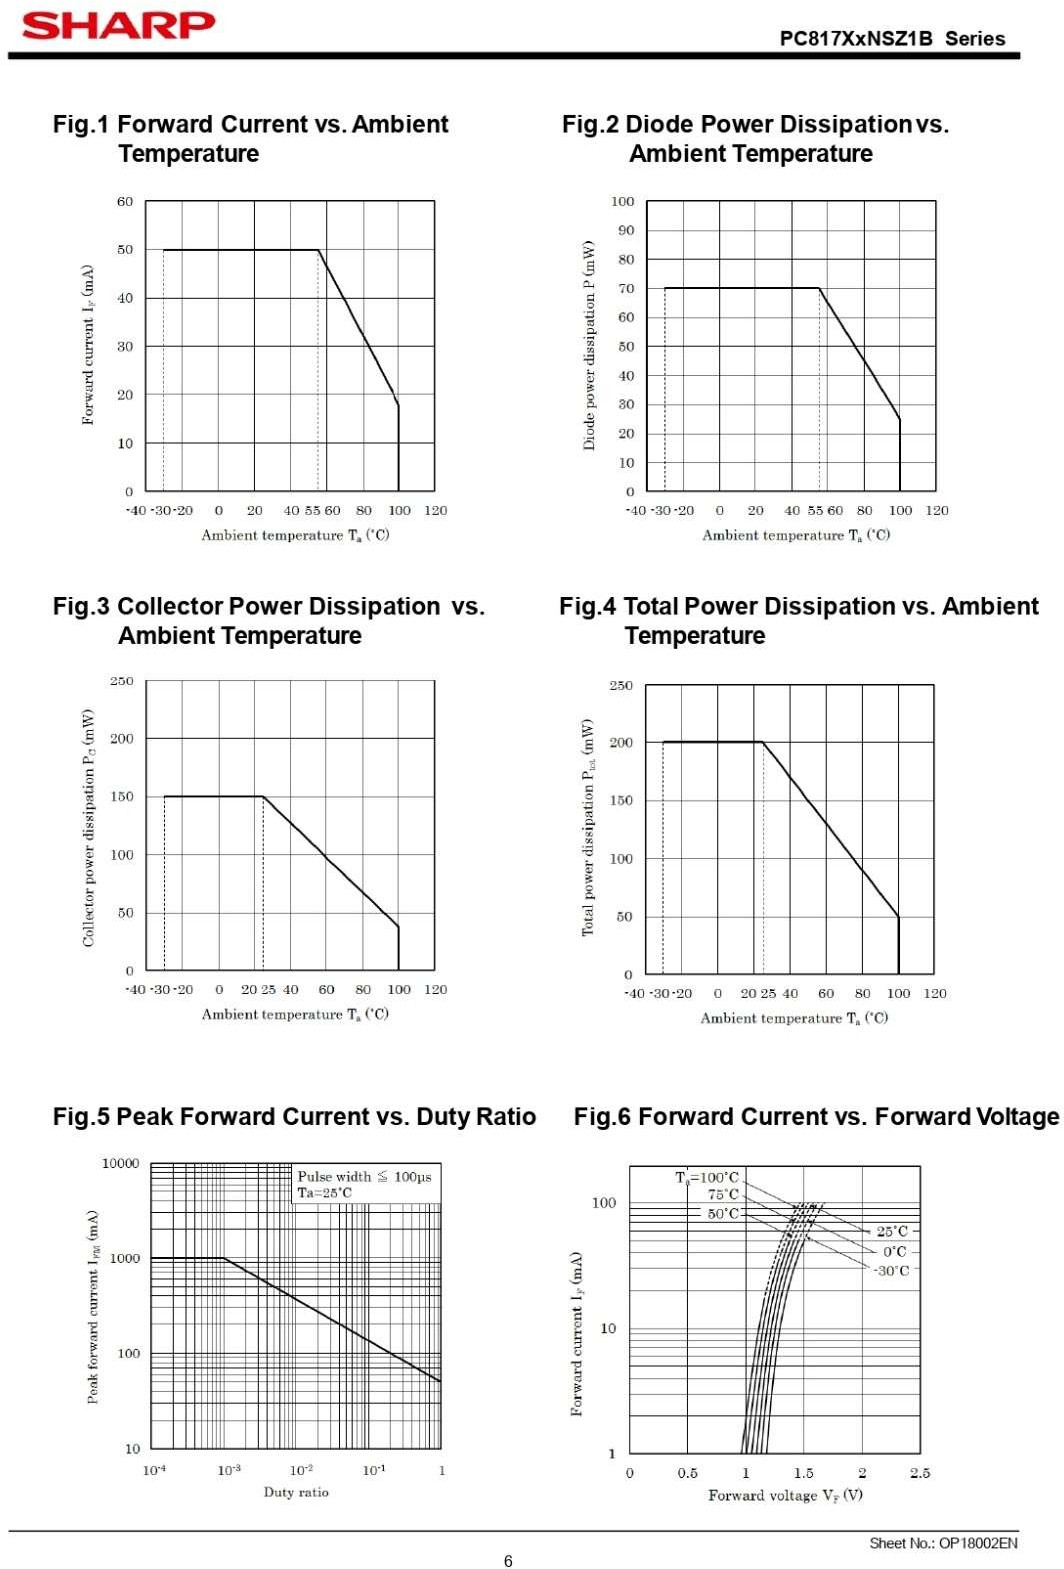 SHARP
PC817XxNSZ1B Series
Fig.1 Forward Current vs. Ambient
Temperature
60
50
40
30
20
10
0
Forward current IF (mA)
-40 -30 -20 0 20 40 55 60 80 100 120
Ambient temperature Ta (˚C)
Fig.2 Diode Power Dissipation vs.
Ambient Temperature
100
90
80
70
60
50
40
30
20
10
0
Diode power dissipation P (mW)
-40 -30 -20 0 20 40 55 60 80 100 120
Ambient temperature Ta (˚C)
Fig.3 Collector Power Dissipation vs.
Ambient Temperature
250
200
150
100
50
0
Collector power dissipation PC (mW)
-40 -30 -20 0 20 25 40 60 80 100 120
Ambient temperature Ta (˚C)
Fig.4 Total Power Dissipation vs. Ambient
Temperature
250
200
150
100
50
0
Total power dissipation Ptot (mW)
-40 -30 -20 0 20 25 40 60 80 100 120
Ambient temperature Ta (˚C)
Fig.5 Peak Forward Current vs. Duty Ratio
10000
1000
100
10
Peak forward current IFM (mA)
Pulse width ≦ 100μs
Ta=25˚C
10-4 10-3 10-2 10-1 1
Duty ratio
Fig.6 Forward Current vs. Forward Voltage
100
10
1
Forward current IF (mA)
Ta=100˚C
75˚C
50˚C
25˚C
0˚C
-30˚C
0 0.5 1 1.5 2 2.5
Forward voltage VF (V)
Sheet No.: OP18002EN
6